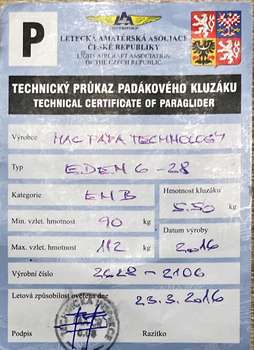 P
LETECKÁ AMATÉRSKÁ ASOCIACE
ČESKÉ REPUBLIKY
LIGHT AIRCRAFT ASSOCIATION
OF THE CZECH REPUBLIC
TECHNICKÝ PRŮKAZ PADÁKOVÉHO KLUZÁKU
TECHNICAL CERTIFICATE OF PARAGLIDER
Výrobce MAC PARA TECHNOLOGY
Typ EDEN 6 - 28
Kategorie EN B
Hmotnost kluzáku
5.50 kg
Min. vzlet. hmotnost 90 kg
Datum výroby
Max. vzlet. hmotnost 112 kg 2016
Výrobní číslo 2628 - 2106
Letová způsobilost ověřena dne 23.3.2016
Podpis Razítko